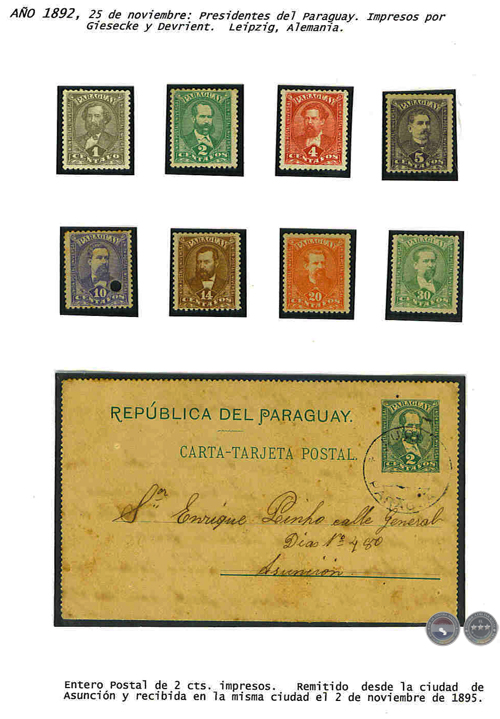 AÑO 1892, 25 de noviembre: Presidentes del Paraguay. Impresos por
Giesecke y Devrient. Leipzig, Alemania.
PARAGUAY
1
CENTAVO
PARAGUAY
2
CENTAVOS
PARAGUAY
4
CENTAVOS
PARAGUAY
5
CENTAVOS
PARAGUAY
10
CENTAVOS
PARAGUAY
14
CENTAVOS
PARAGUAY
20
CENTAVOS
PARAGUAY
30
CENTAVOS
REPÚBLICA DEL PARAGUAY.
CARTA-TARJETA POSTAL.
PARAGUAY
2
CENTAVOS
Sr. Enrique Pinho calle General
Dias Nº 480
Asunción
Entero Postal de 2 cts. impresos. Remitido desde la ciudad de
Asunción y recibida en la misma ciudad el 2 de noviembre de 1895.